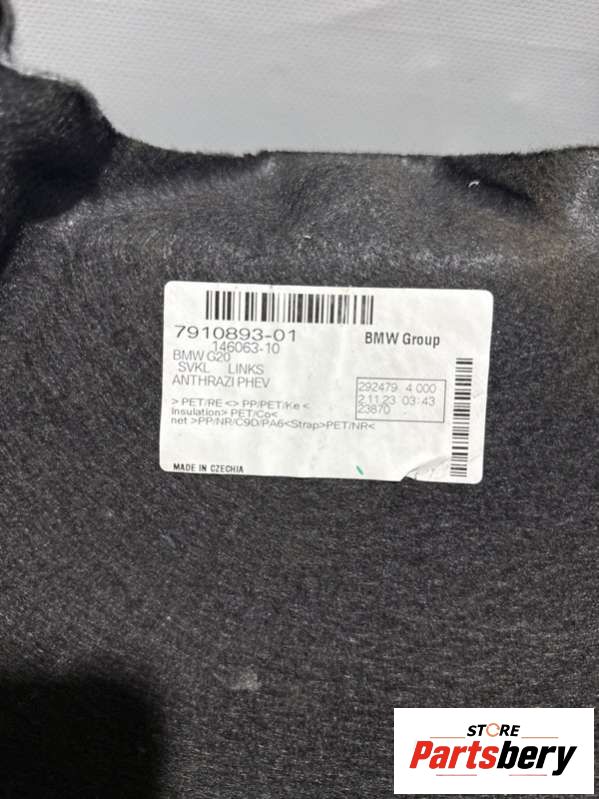 7910893-01
BMW Group
146063-10
BMW G20
SVKL LINKS
ANTHRAZI PHEV
292479 4 000
2.11.23 03:43
23870
> PET/RE <> PP/PET/Ke <
Insulation> PET/Co<
net >PP/NR/C9D/PA6<Strap>PET/NR<
MADE IN CZECHIA
STORE
Partsbery